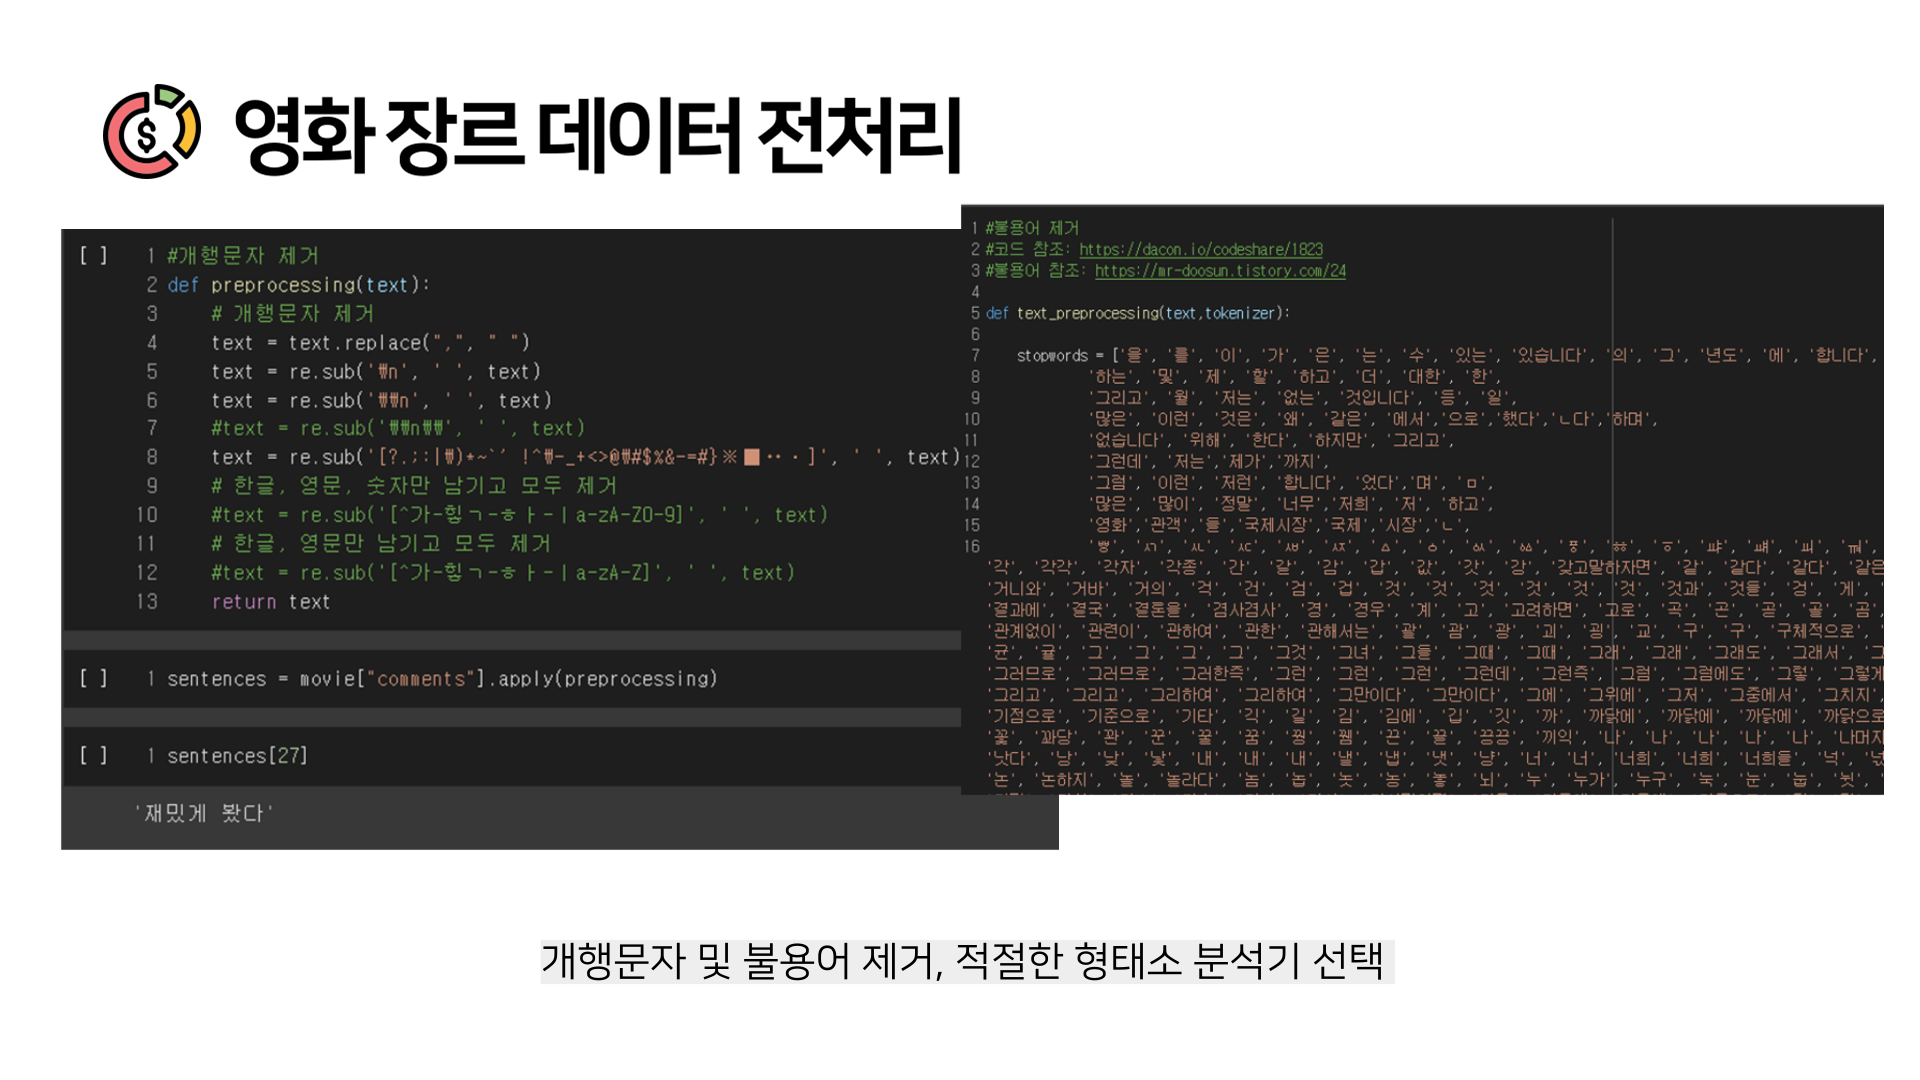 영화 장르 데이터 전처리
[ ] 1 #개행문자 제거
2 def preprocessing(text):
3 # 개행문자 제거
4 text = text.replace(",", " ")
5 text = re.sub('₩n', ' ', text)
6 text = re.sub('₩₩n', ' ', text)
7 #text = re.sub('₩₩n₩₩', ' ', text)
8 text = re.sub('[?.;:|₩)*~`′ !^₩-_+<>@₩#$%&-=#}※■··・]', ' ', text)
9 # 한글, 영문, 숫자만 남기고 모두 제거
10 #text = re.sub('[^가-힣ㄱ-ㅎㅏ-ㅣa-zA-Z0-9]', ' ', text)
11 # 한글, 영문만 남기고 모두 제거
12 #text = re.sub('[^가-힣ㄱ-ㅎㅏ-ㅣa-zA-Z]', ' ', text)
13 return text
[ ] 1 sentences = movie["comments"].apply(preprocessing)
[ ] 1 sentences[27]
'재밌게 봤다'
1 #불용어 제거
2 #코드 참조: https://dacon.io/codeshare/1823
3 #불용어 참조: https://mr-doosun.tistory.com/24
4
5 def text_preprocessing(text,tokenizer):
6
7 stopwords = ['을', '를', '이', '가', '은', '는', '수', '있는', '있습니다', '의', '그', '년도', '에', '합니다',
8 '하는', '및', '제', '할', '하고', '더', '대한', '한',
9 '그리고', '월', '저는', '없는', '것입니다', '등', '일',
10 '많은', '이런', '것은', '왜', '같은', '에서','으로','했다','ㄴ다','하며',
11 '없습니다', '위해', '한다', '하지만', '그리고',
12 '그런데', '저는','제가','까지',
13 '그럼', '이런', '저런', '합니다', '었다','며', 'ㅁ',
14 '많은', '많이', '정말', '너무','저희', '저', '하고',
15 '영화','관객','들','국제시장','국제','시장','ㄴ',
16
'각', '각각', '각자', '각종', '간', '갈', '감', '갑', '값', '갓', '강', '갖고말하자면', '같', '같다', '같다', '같은
'거니와', '거바', '거의', '걱', '건', '검', '겁', '것', '것', '것', '것', '것', '것', '것과', '것들', '겅', '게',
'결과에', '결국', '결론을', '겸사겸사', '경', '경우', '계', '고', '고려하면', '고로', '곡', '곤', '곧', '골', '곰',
'관계없이', '관련이', '관하여', '관한', '관해서는', '괄', '괌', '광', '괴', '굉', '교', '구', '구', '구체적으로',
'균', '귤', '그', '그', '그', '그', '그것', '그녀', '그들', '그때', '그때', '그래', '그래', '그래도', '그래서', '그
'그러므로', '그러므로', '그러한즉', '그런', '그런', '그런', '그런데', '그런즉', '그럼', '그럼에도', '그렇', '그렇게
'그리고', '그리고', '그리하여', '그리하여', '그만이다', '그만이다', '그에', '그위에', '그저', '그중에서', '그치지',
'기점으로', '기준으로', '기타', '긱', '길', '김', '김에', '깁', '깃', '까', '까닭에', '까닭에', '까닭에', '까닭으로
'꽃', '꽈당', '꽌', '꾼', '꿀', '꿈', '꿩', '꿴', '끈', '끝', '끙끙', '끼익', '나', '나', '나', '나', '나', '나머지
'낫다', '낭', '낮', '낯', '내', '내', '내', '낼', '냅', '냇', '냥', '너', '너', '너희', '너희', '너희들', '넉',
'논', '논하지', '놀', '놀라다', '놈', '놉', '놋', '농', '놓', '뇌', '누', '누가', '누구', '눅', '눈', '눕', '뉫',
개행문자 및 불용어 제거, 적절한 형태소 분석기 선택